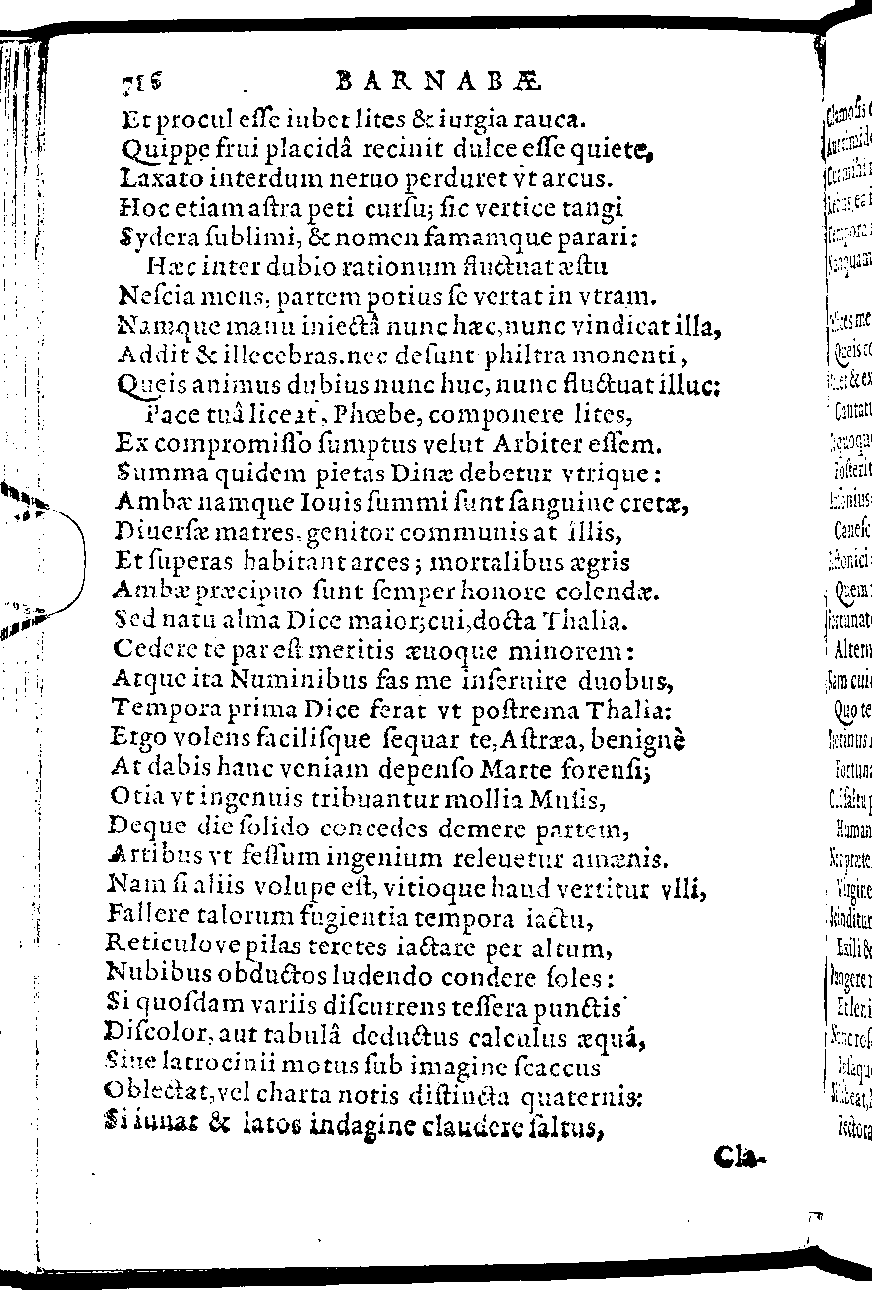 716 BARNABÆ
Et procul eſſe iubet lites & iurgia rauca.
Quippe frui placidâ recinit dulce eſſe quiete,
Laxato interdum neruo perduret vt arcus.
Hoc etiam aſtra peti curſu; ſic vertice tangi
Sydera ſublimi, & nomen famamque parari:
Hæc inter dubio rationum fluctuat æſtu
Neſcia mens, partem potius ſe vertat in vtram.
Namque manu iniectâ nunc hæc, nunc vindicat illa,
Addit & illecebras. nec deſunt philtra monenti,
Queis animus dubius nunc huc, nunc fluctuat illuc:
Pace tuâ liceat, Phœbe, componere lites,
Ex compromiſſo ſumptus velut Arbiter eſſem.
Summa quidem pietas Dinæ debetur vtrique:
Ambæ namque Iouis ſummi ſunt ſanguine cretæ,
Diuerſæ matres, genitor communis at illis,
Et ſuperas habitant arces; mortalibus ægris
Ambæ præcipuo ſunt ſemper honore colendæ.
Sed natu alma Dice maior; cui, docta Thalia.
Cedere te par eſt meritis æuoque minorem:
Atque ita Numinibus fas me inſeruire duobus,
Tempora prima Dice ferat vt poſtrema Thalia:
Ergo volens faciliſque ſequar te, Aſtræa, benignè
At dabis hanc veniam depenſo Marte forenſi;
Otia vt ingenuis tribuantur mollia Muſis,
Deque die ſolido concedes demere partem,
Artibus vt feſſum ingenium releuetur amænis.
Nam ſi aliis volupe eſt, vitioque haud vertitur vlli,
Fallere talorum fugientia tempora iactu,
Reticulove pilas teretes iactare per altum,
Nubibus obductos ludendo condere ſoles:
Si quoſdam variis diſcurrens teſſera punctis
Diſcolor, aut tabulâ deductus calculus æquâ,
Siue latrocinii motus ſub imagine ſcaccus
Oblectat, vel charta notis diſtincta quaternis:
Si iuuat & latos indagine claudere ſaltus,
Cla-